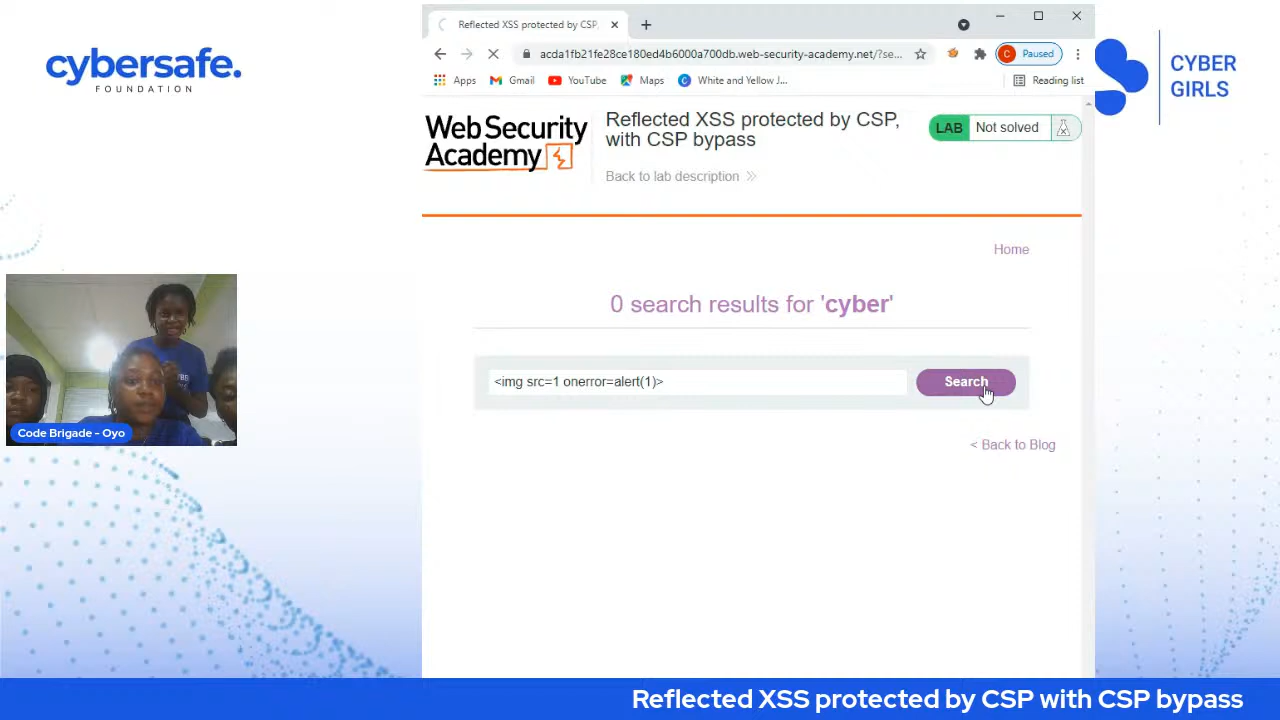 cybersafe.
FOUNDATION
Reflected XSS protected by CSP,
acda1fb21fe28ce180ed4b6000a700db.web-security-academy.net/?se...
C Paused
Apps
Gmail
YouTube
Maps
White and Yellow J...
Reading list
CYBER
GIRLS
Web Security
Academy
Reflected XSS protected by CSP,
with CSP bypass
LAB Not solved
Back to lab description
Home
0 search results for 'cyber'
<img src=1 onerror=alert(1)>
Search
< Back to Blog
Code Brigade - Oyo
Reflected XSS protected by CSP with CSP bypass